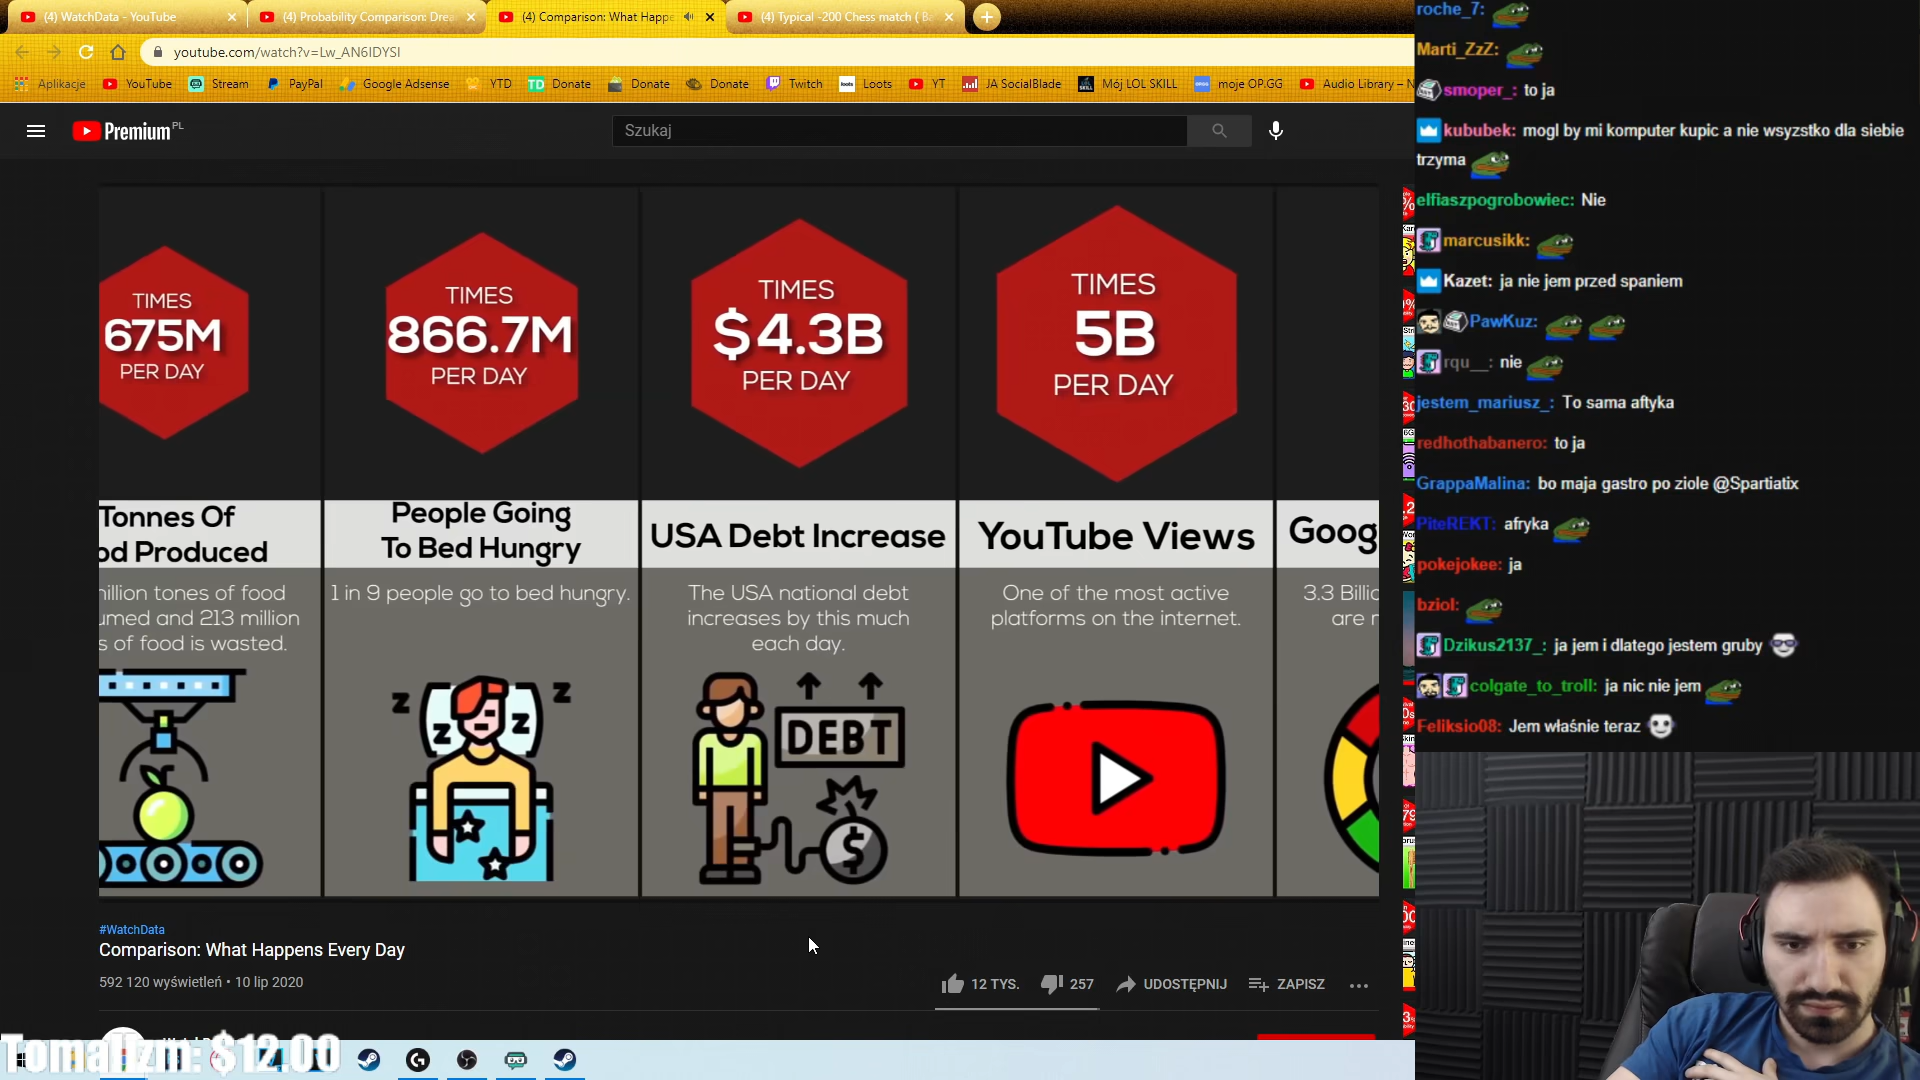 (4) WatchData - YouTube
(4) Probability Comparison: Drea
(4) Comparison: What Happe
(4) Typical -200 Chess match ( Ba
youtube.com/watch?v=Lw_AN6IDYSI
Aplikacje
YouTube
Stream
PayPal
Google Adsense
YTD
Donate
Donate
Donate
Twitch
Loots
YT
JA SocialBlade
Mój LOL SKILL
moje OP.GG
Audio Library – N
Premium PL
Szukaj
TIMES
675M
PER DAY
TIMES
866.7M
PER DAY
TIMES
$4.3B
PER DAY
TIMES
5B
PER DAY
Tonnes Of
od Produced
People Going
To Bed Hungry
USA Debt Increase
YouTube Views
Goog
illion tones of food
umed and 213 million
s of food is wasted.
1 in 9 people go to bed hungry.
The USA national debt
increases by this much
each day.
One of the most active
platforms on the internet.
3.3 Billic
are r
z z
z z
DEBT
$
#WatchData
Comparison: What Happens Every Day
592 120 wyświetleń • 10 lip 2020
12 TYS.
257
UDOSTĘPNIJ
ZAPISZ
Tomalizm: $12.00
roche_7:
Marti_ZzZ:
smoper_: to ja
kububek: mogl by mi komputer kupic a nie wsyzstko dla siebie
trzyma
elfiaszpogrobowiec: Nie
marcusikk:
Kazet: ja nie jem przed spaniem
PawKuz:
rqu__: nie
jestem_mariusz_: To sama aftyka
redhothabanero: to ja
GrappaMalina: bo maja gastro po ziole @Spartiatix
PiteREKT: afryka
pokejokee: ja
bziol:
Dzikus2137_: ja jem i dlatego jestem gruby
colgate_to_troll: ja nic nie jem
Feliksio08: Jem właśnie teraz